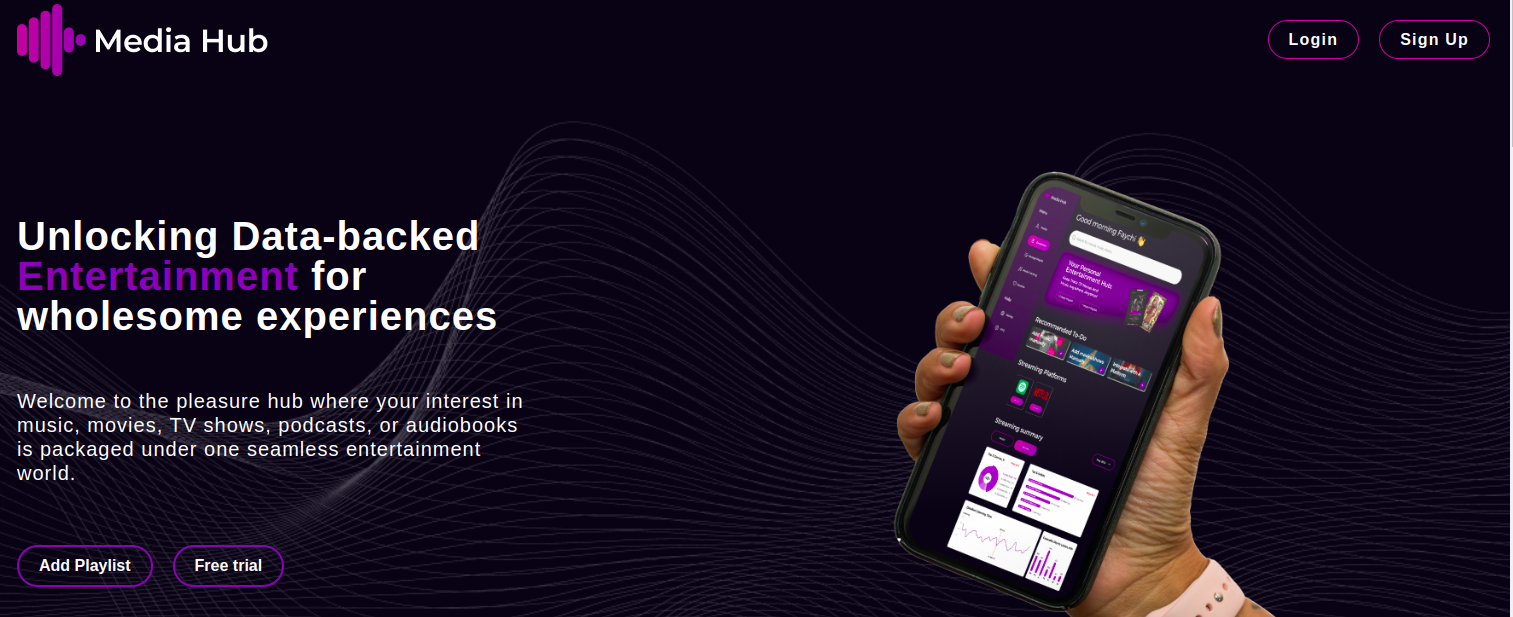 Media Hub
Login
Sign Up
Unlocking Data-backed
Entertainment for
wholesome experiences
Welcome to the pleasure hub where your interest in
music, movies, TV shows, podcasts, or audiobooks
is packaged under one seamless entertainment
world.
Add Playlist
Free trial
Media Hub
Good morning Faychi 👋
Your Personal
Entertainment Hub:
Recommended To-Do
Streaming Platforms
Streaming summary